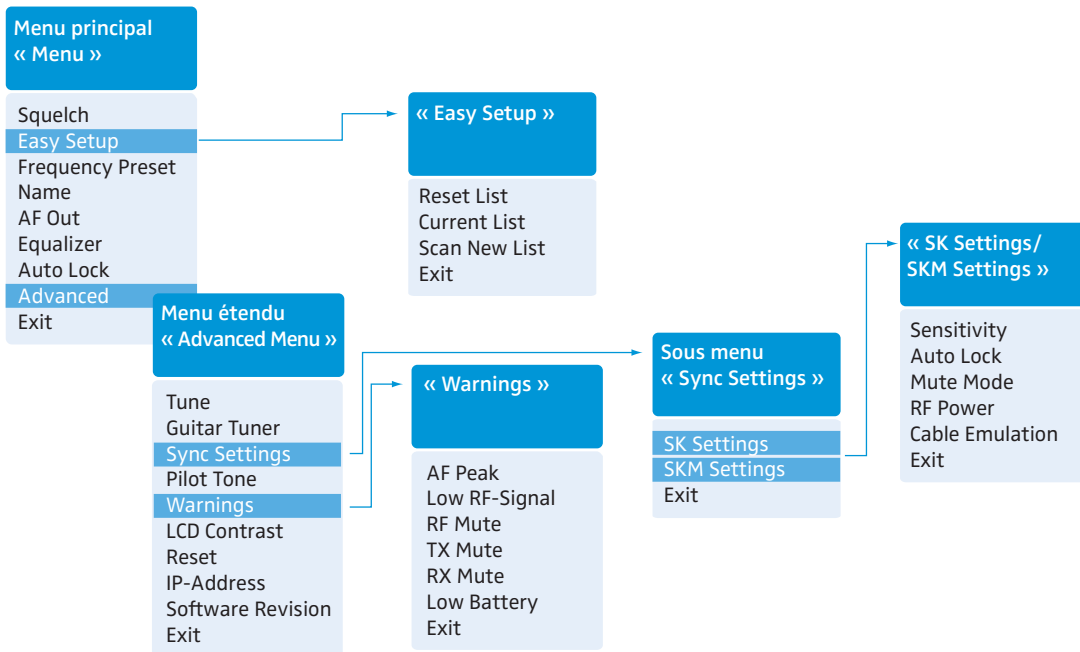 Menu principal
« Menu »
Squelch
Easy Setup
Frequency Preset
Name
AF Out
Equalizer
Auto Lock
Advanced
Exit
« Easy Setup »
Reset List
Current List
Scan New List
Exit
Menu étendu
« Advanced Menu »
Tune
Guitar Tuner
Sync Settings
Pilot Tone
Warnings
LCD Contrast
Reset
IP-Address
Software Revision
Exit
« Warnings »
AF Peak
Low RF-Signal
RF Mute
TX Mute
RX Mute
Low Battery
Exit
Sous menu
« Sync Settings »
SK Settings
SKM Settings
Exit
« SK Settings/
SKM Settings »
Sensitivity
Auto Lock
Mute Mode
RF Power
Cable Emulation
Exit